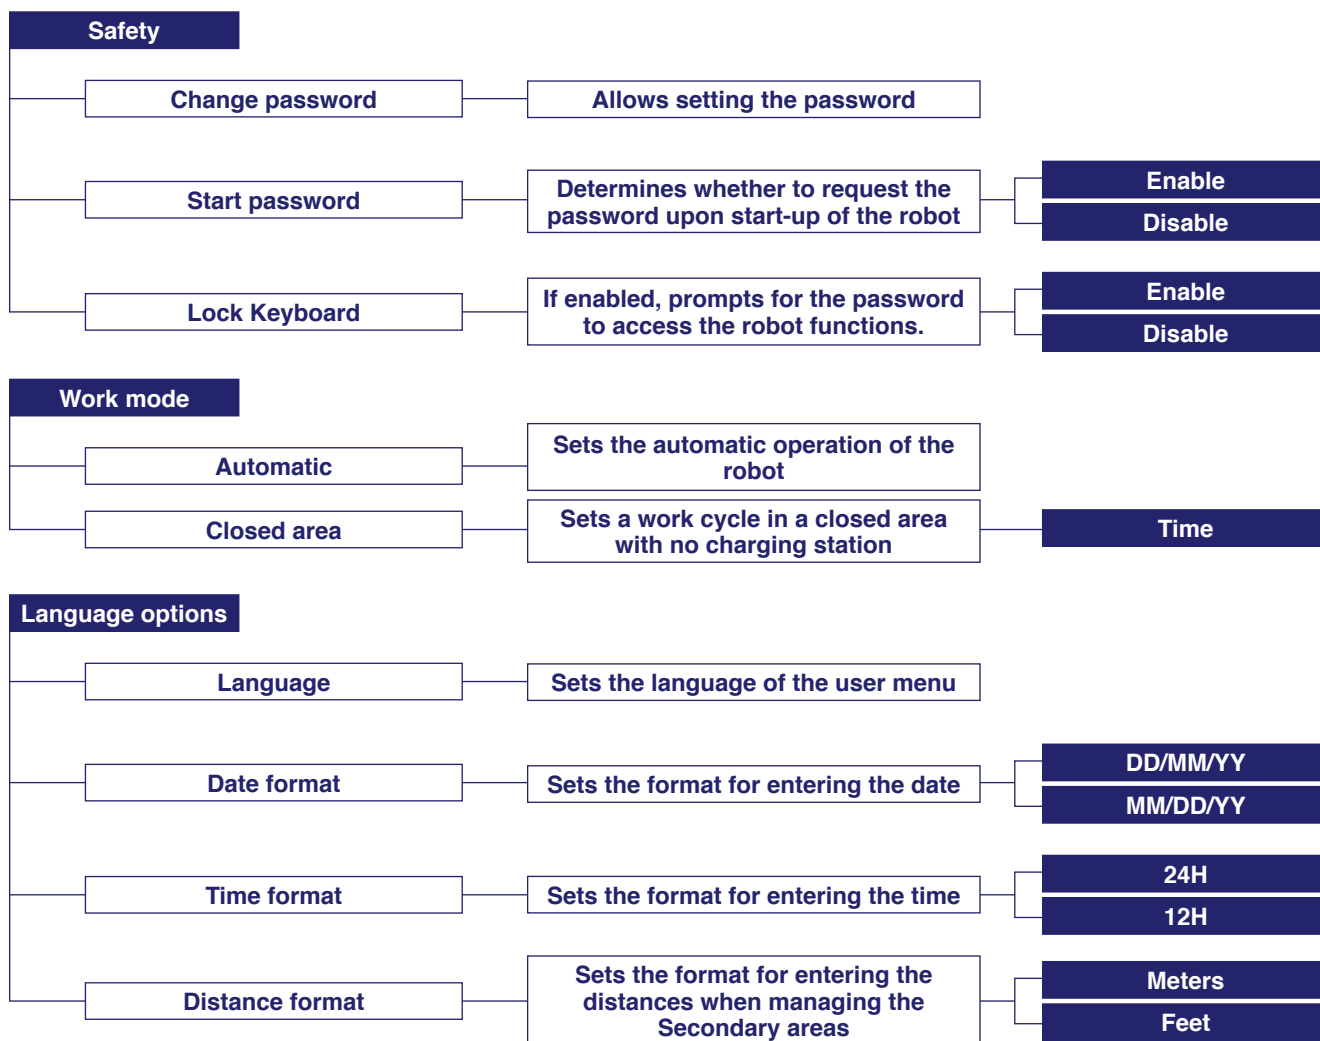 Safety
Change password
Allows setting the password
Start password
Determines whether to request the
password upon start-up of the robot
Enable
Disable
Lock Keyboard
If enabled, prompts for the password
to access the robot functions.
Enable
Disable
Work mode
Automatic
Sets the automatic operation of the
robot
Closed area
Sets a work cycle in a closed area
with no charging station
Time
Language options
Language
Sets the language of the user menu
Date format
Sets the format for entering the date
DD/MM/YY
MM/DD/YY
Time format
Sets the format for entering the time
24H
12H
Distance format
Sets the format for entering the
distances when managing the
Secondary areas
Meters
Feet